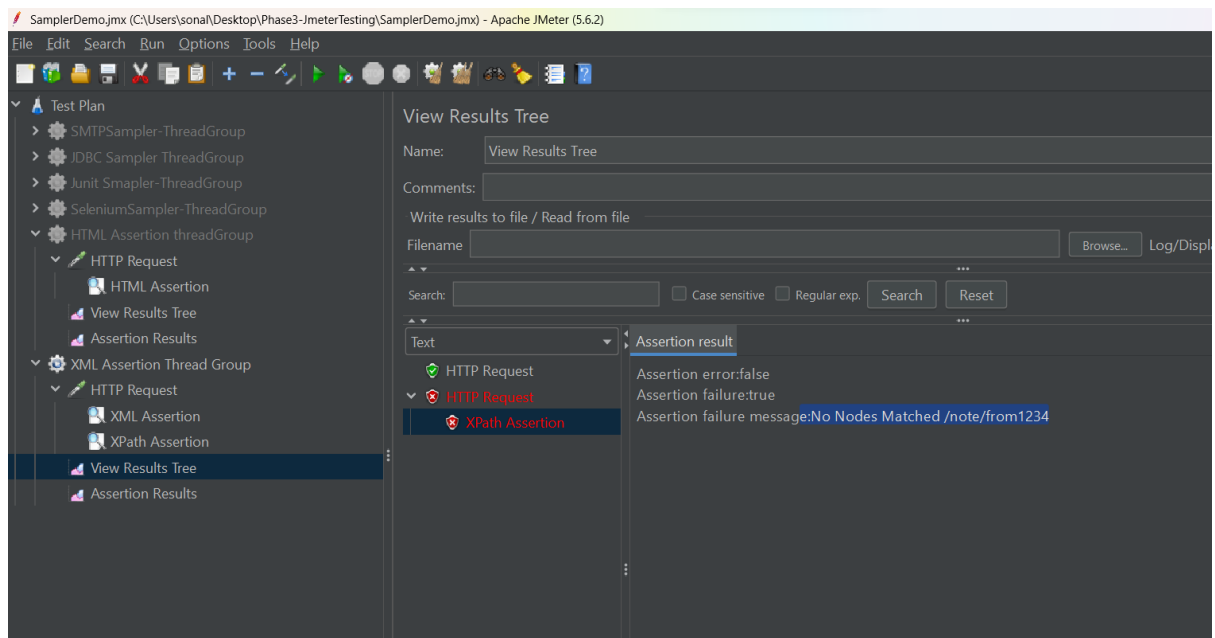 SamplerDemo.jmx (C:\Users\sonal\Desktop\Phase3-JmeterTesting\SamplerDemo.jmx) - Apache JMeter (5.6.2)
File Edit Search Run Options Tools Help
Test Plan
SMTPSampler-ThreadGroup
JDBC Sampler ThreadGroup
Junit Smapler-ThreadGroup
SeleniumSampler-ThreadGroup
HTML Assertion threadGroup
HTTP Request
HTML Assertion
View Results Tree
Assertion Results
XML Assertion Thread Group
HTTP Request
XML Assertion
XPath Assertion
View Results Tree
Assertion Results
View Results Tree
Name: View Results Tree
Comments:
Write results to file / Read from file
Filename Browse... Log/Displ
Search: Case sensitive Regular exp. Search Reset
Text
HTTP Request
HTTP Request
XPath Assertion
Assertion result
Assertion error:false
Assertion failure:true
Assertion failure message:No Nodes Matched /note/from1234